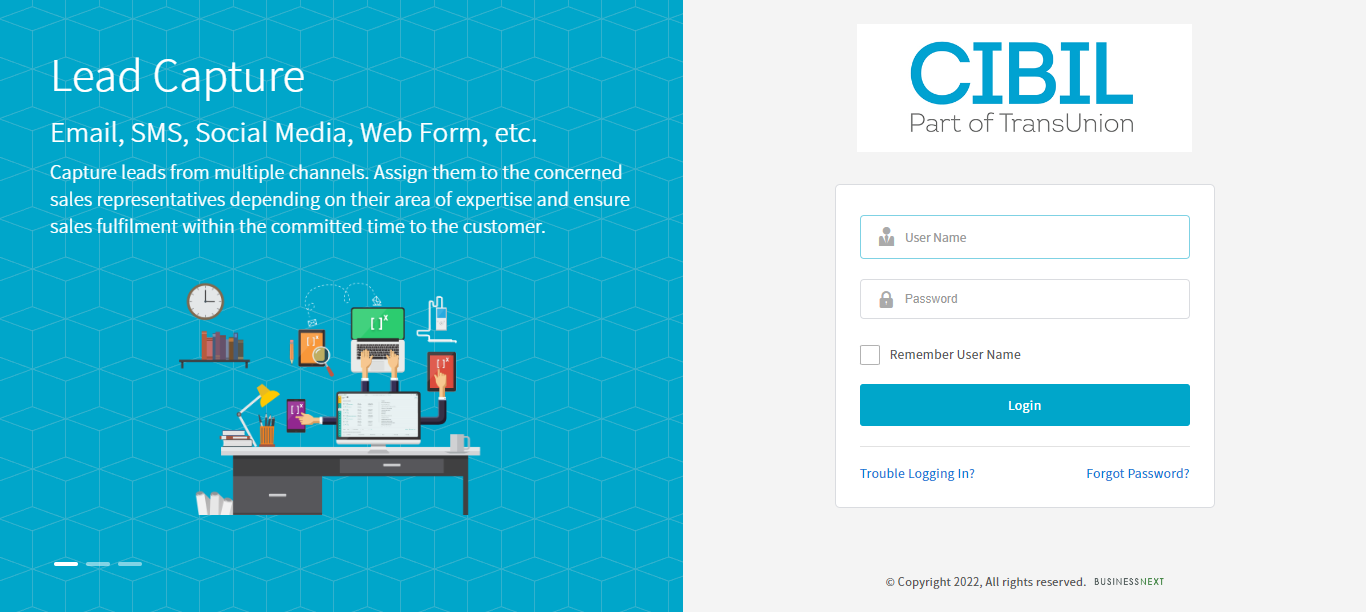 Lead Capture
Email, SMS, Social Media, Web Form, etc.
Capture leads from multiple channels. Assign them to the concerned
sales representatives depending on their area of expertise and ensure
sales fulfilment within the committed time to the customer.
[ ]x
[ ]x
[ ]x
[ ]x
CIBIL
Part of TransUnion
User Name
Password
Remember User Name
Login
Trouble Logging In?
Forgot Password?
© Copyright 2022, All rights reserved. BUSINESSNEXT